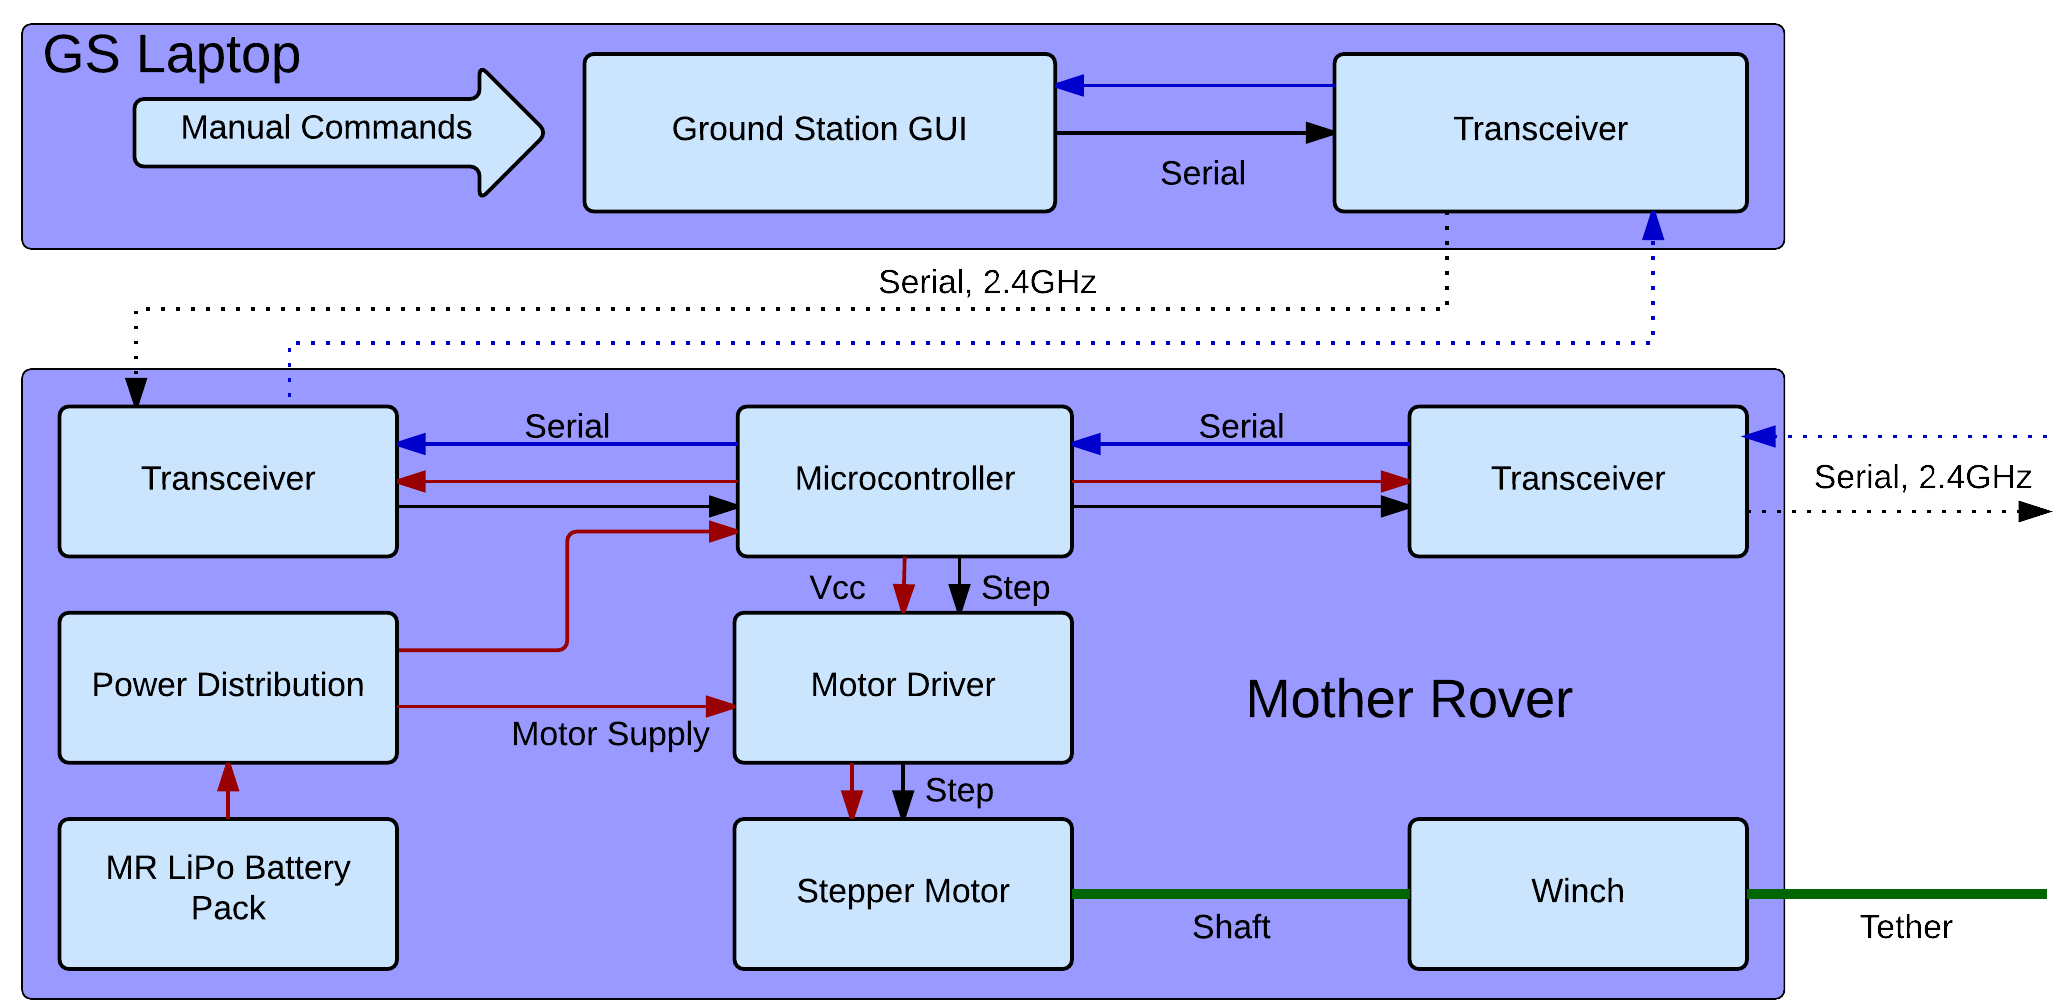 GS Laptop
Manual Commands
Ground Station GUI
Transceiver
Serial
Serial, 2.4GHz
Serial
Serial
Transceiver
Microcontroller
Transceiver
Serial, 2.4GHz
Vcc
Step
Power Distribution
Motor Driver
Mother Rover
Motor Supply
Step
MR LiPo Battery
Pack
Stepper Motor
Winch
Shaft
Tether